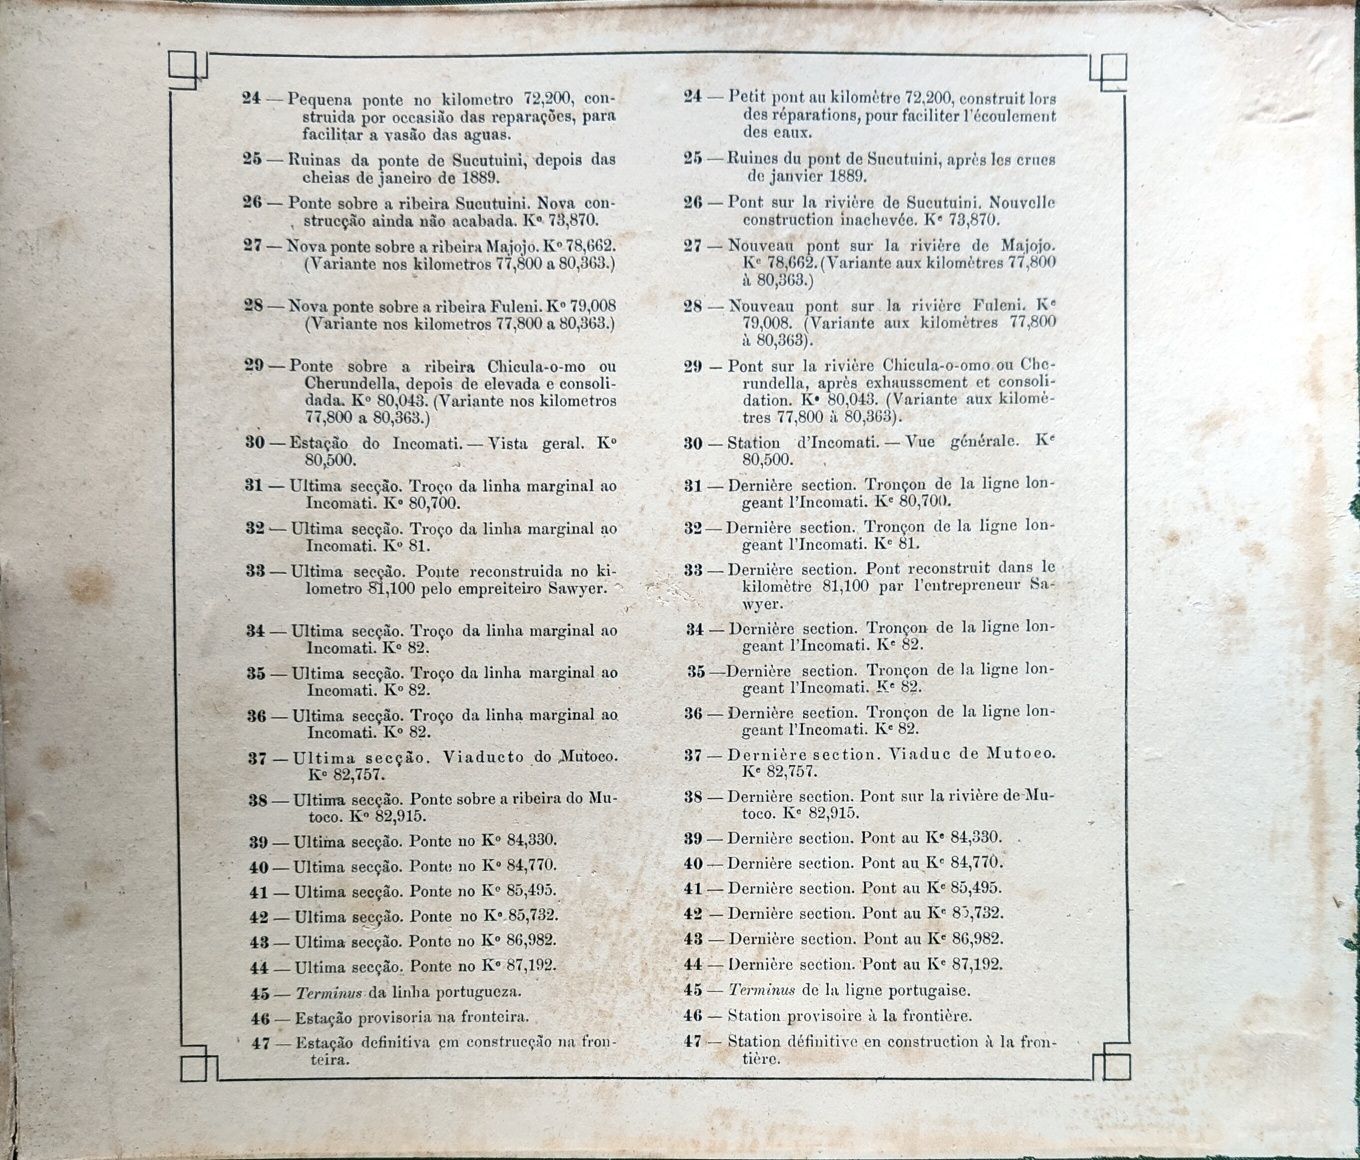 24 — Pequena ponte no kilometro 72,200, con-
struida por occasião das reparações, para
facilitar a vasão das aguas.
25 — Ruinas da ponte de Sucutuini, depois das
cheias de janeiro de 1889.
26 — Ponte sobre a ribeira Sucutuini. Nova con-
strucção ainda não acabada. Kº 73,870.
27 — Nova ponte sobre a ribeira Majojo. Kº 78,662.
(Variante nos kilometros 77,800 a 80,363.)
28 — Nova ponte sobre a ribeira Fuleni. Kº 79,008
(Variante nos kilometros 77,800 a 80,363.)
29 — Ponte sobre a ribeira Chicula-o-mo ou
Cherundella, depois de elevada e consoli-
dada. Kº 80,043. (Variante nos kilometros
77,800 a 80,363.)
30 — Estação do Incomati. — Vista geral. Kº
80,500.
31 — Ultima secção. Troço da linha marginal ao
Incomati. Kº 80,700.
32 — Ultima secção. Troço da linha marginal ao
Incomati. Kº 81.
33 — Ultima secção. Ponte reconstruida no ki-
lometro 81,100 pelo empreiteiro Sawyer.
34 — Ultima secção. Troço da linha marginal ao
Incomati. Kº 82.
35 — Ultima secção. Troço da linha marginal ao
Incomati. Kº 82.
36 — Ultima secção. Troço da linha marginal ao
Incomati. Kº 82.
37 — Ultima secção. Viaducto do Mutoco.
Kº 82,757.
38 — Ultima secção. Ponte sobre a ribeira do Mu-
toco. Kº 82,915.
39 — Ultima secção. Ponte no Kº 84,330.
40 — Ultima secção. Ponte no Kº 84,770.
41 — Ultima secção. Ponte no Kº 85,495.
42 — Ultima secção. Ponte no Kº 85,732.
43 — Ultima secção. Ponte no Kº 86,982.
44 — Ultima secção. Ponte no Kº 87,192.
45 — Terminus da linha portugueza.
46 — Estação provisoria na fronteira.
47 — Estação definitiva em construcção na fron-
teira.
24 — Petit pont au kilomètre 72,200, construit lors
des réparations, pour faciliter l'écoulement
des eaux.
25 — Ruines du pont de Sucutuini, après les crues
de janvier 1889.
26 — Pont sur la rivière de Sucutuini. Nouvelle
construction inachevée. Kᵉ 73,870.
27 — Nouveau pont sur la rivière de Majojo.
Kᵉ 78,662. (Variante aux kilomètres 77,800
à 80,363.)
28 — Nouveau pont sur la rivière Fuleni. Kᵉ
79,008. (Variante aux kilomètres 77,800
à 80,363).
29 — Pont sur la rivière Chicula-o-omo ou Che-
rundella, après exhaussement et consoli-
dation. Kᵉ 80,043. (Variante aux kilomè-
tres 77,800 à 80,363).
30 — Station d'Incomati. — Vue générale. Kᵉ
80,500.
31 — Dernière section. Tronçon de la ligne lon-
geant l'Incomati. Kᵉ 80,700.
32 — Dernière section. Tronçon de la ligne lon-
geant l'Incomati. Kᵉ 81.
33 — Dernière section. Pont reconstruit dans le
kilomètre 81,100 par l'entrepreneur Sa-
wyer.
34 — Dernière section. Tronçon de la ligne lon-
geant l'Incomati. Kᵉ 82.
35 — Dernière section. Tronçon de la ligne lon-
geant l'Incomati. Kᵉ 82.
36 — Dernière section. Tronçon de la ligne lon-
geant l'Incomati. Kᵉ 82.
37 — Dernière section. Viaduc de Mutoco.
Kᵉ 82,757.
38 — Dernière section. Pont sur la rivière de Mu-
toco. Kᵉ 82,915.
39 — Dernière section. Pont au Kᵉ 84,330.
40 — Dernière section. Pont au Kᵉ 84,770.
41 — Dernière section. Pont au Kᵉ 85,495.
42 — Dernière section. Pont au Kᵉ 85,732.
43 — Dernière section. Pont au Kᵉ 86,982.
44 — Dernière section. Pont au Kᵉ 87,192.
45 — Terminus de la ligne portugaise.
46 — Station provisoire à la frontière.
47 — Station définitive en construction à la fron-
tière.